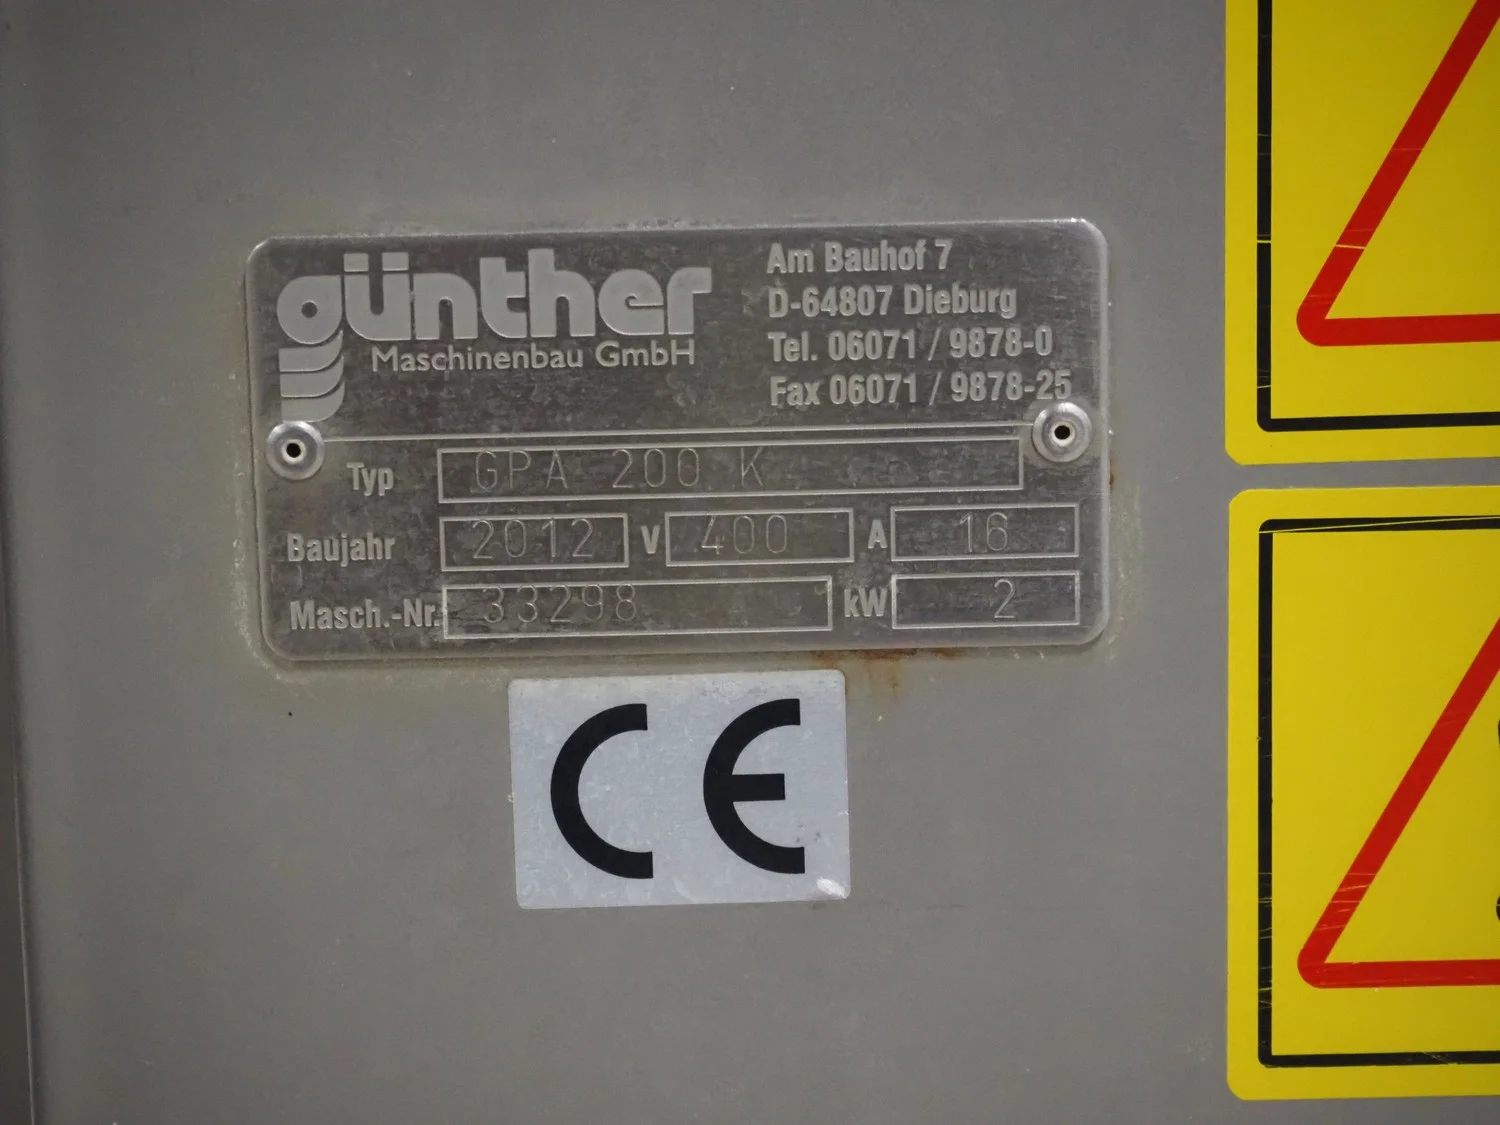 günther
Maschinenbau GmbH
Am Bauhof 7
D-64807 Dieburg
Tel. 06071 / 9878-0
Fax 06071 / 9878-25
Typ GPA 200 K
Baujahr 2012 V 400 A 16
Masch.-Nr. 33298 kW 2
CE